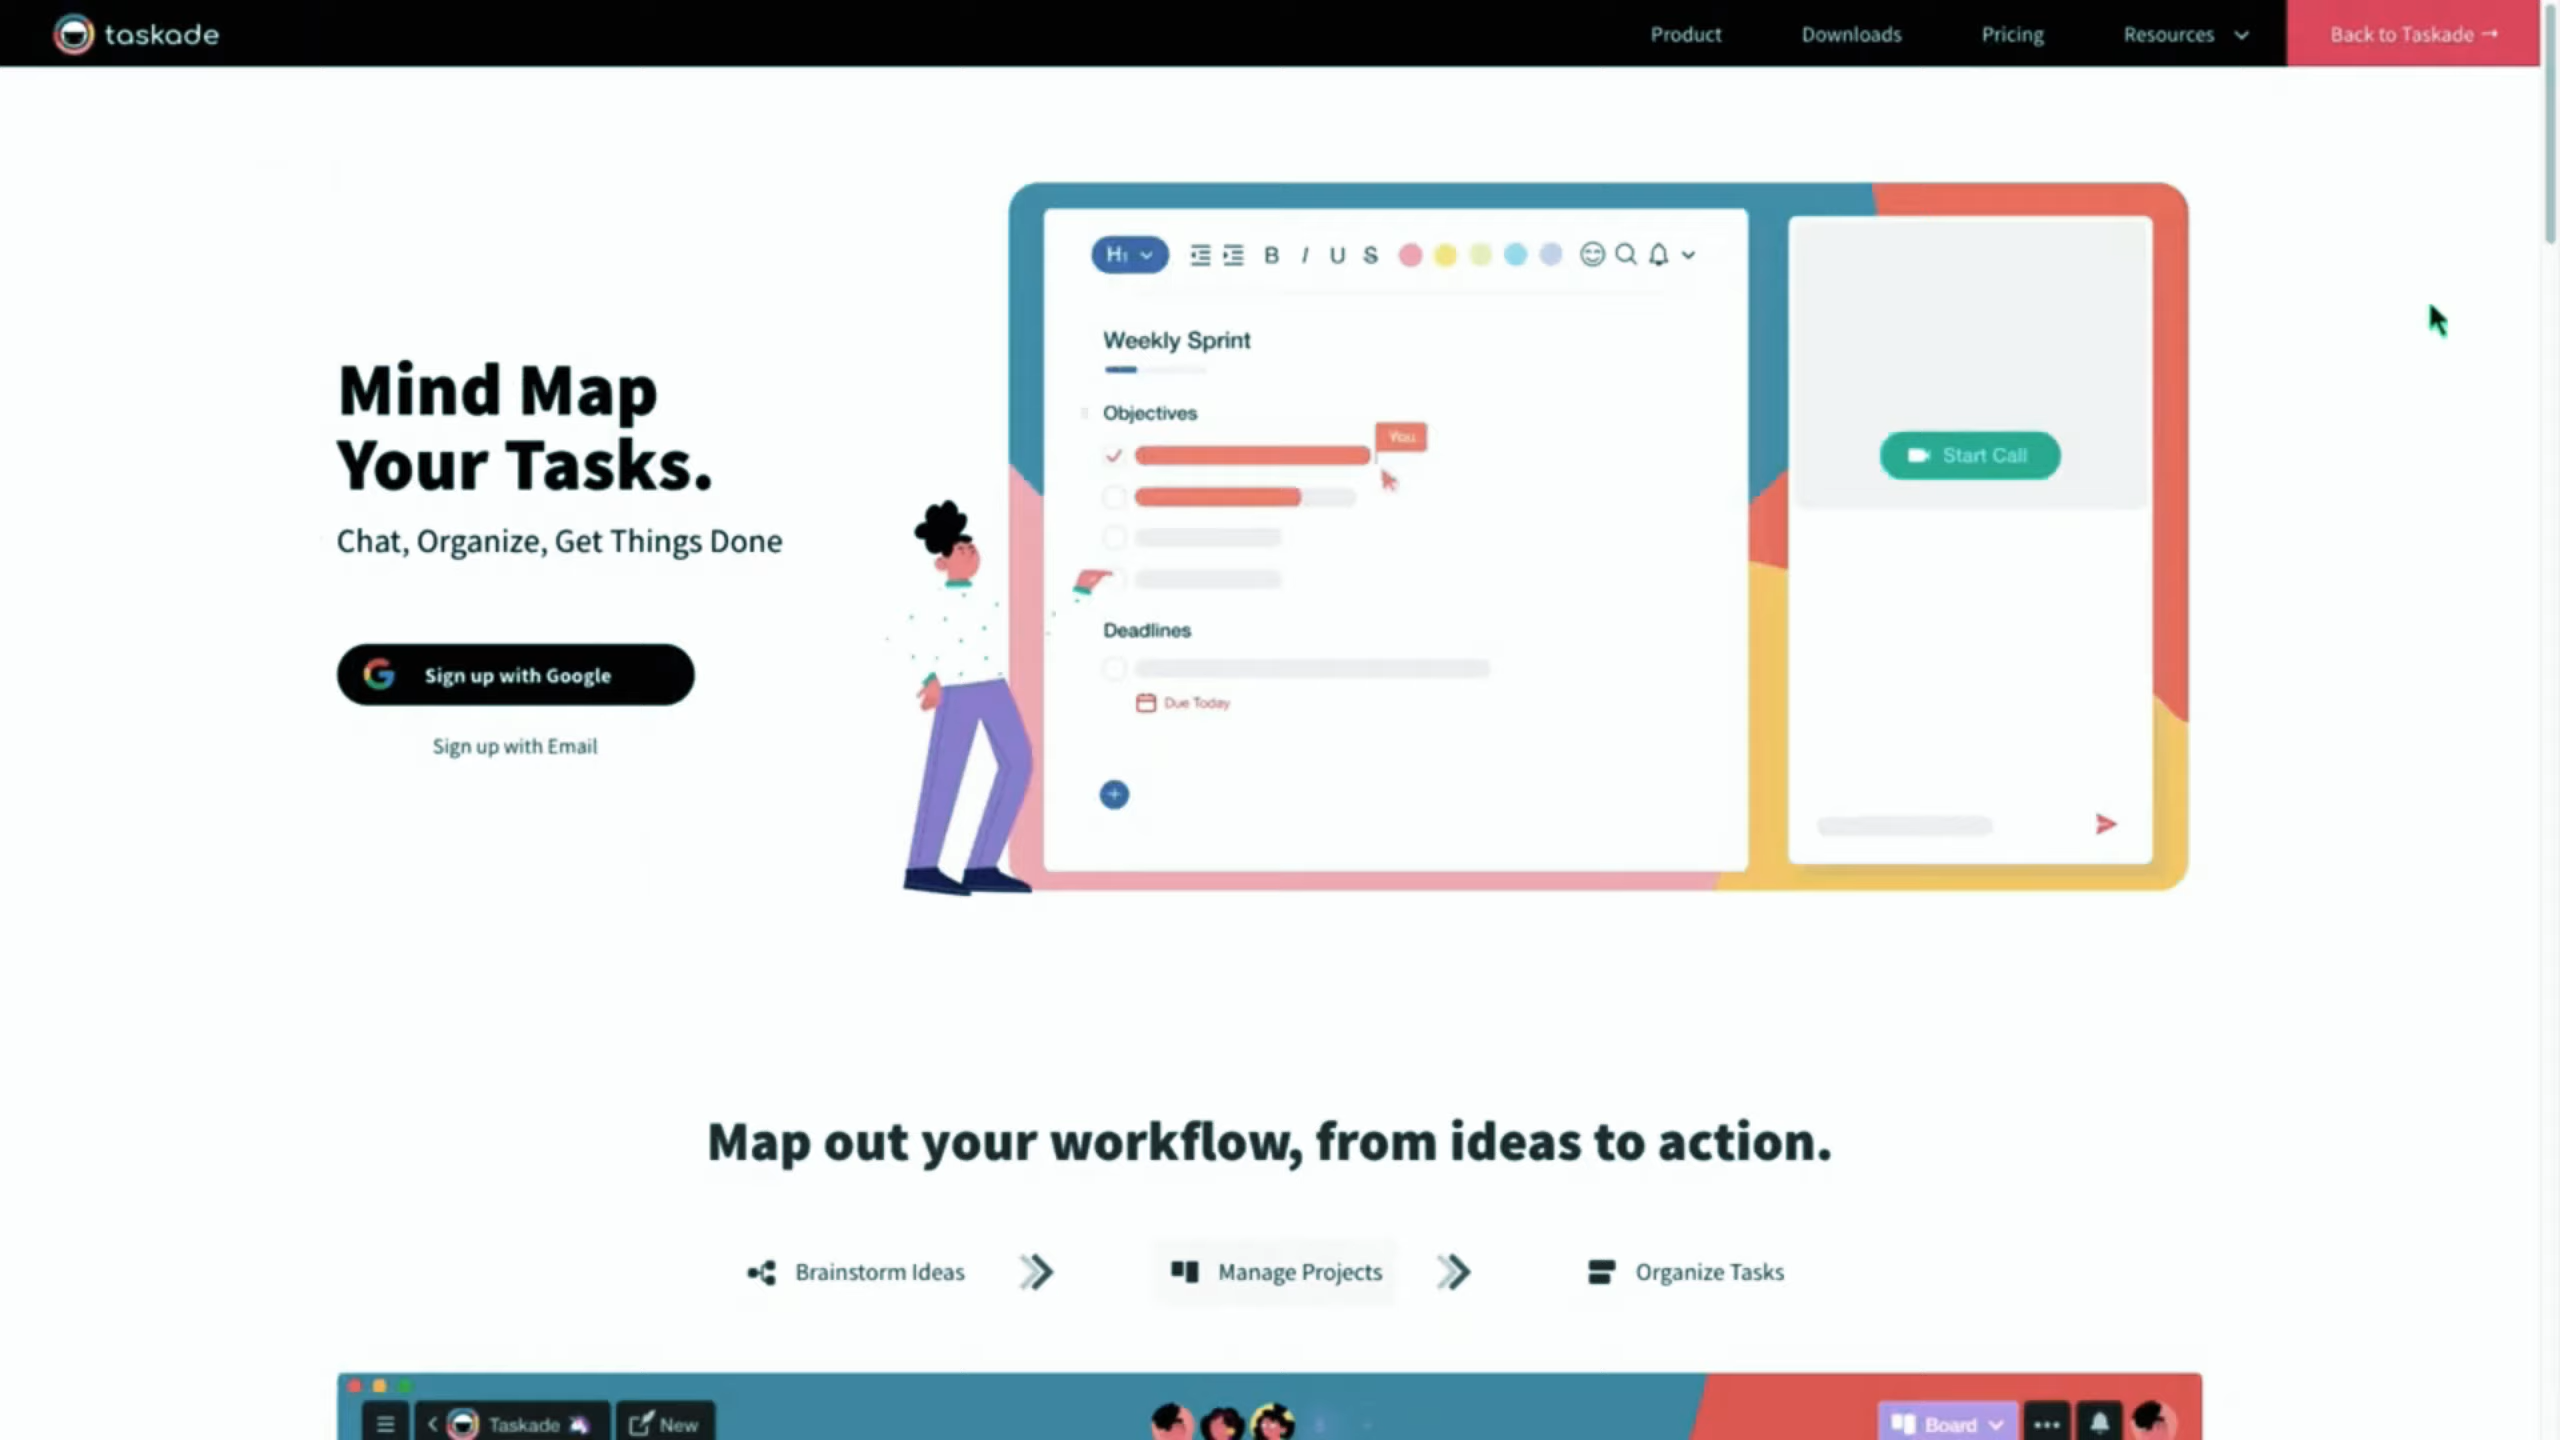 taskade
Product
Downloads
Pricing
Resources
Back to Taskade →
Mind Map
Your Tasks.
Chat, Organize, Get Things Done
Sign up with Google
Sign up with Email
H1
B I U S
Weekly Sprint
Objectives
You
Deadlines
Due Today
Start Call
Map out your workflow, from ideas to action.
Brainstorm Ideas
Manage Projects
Organize Tasks
Taskade
New
Board